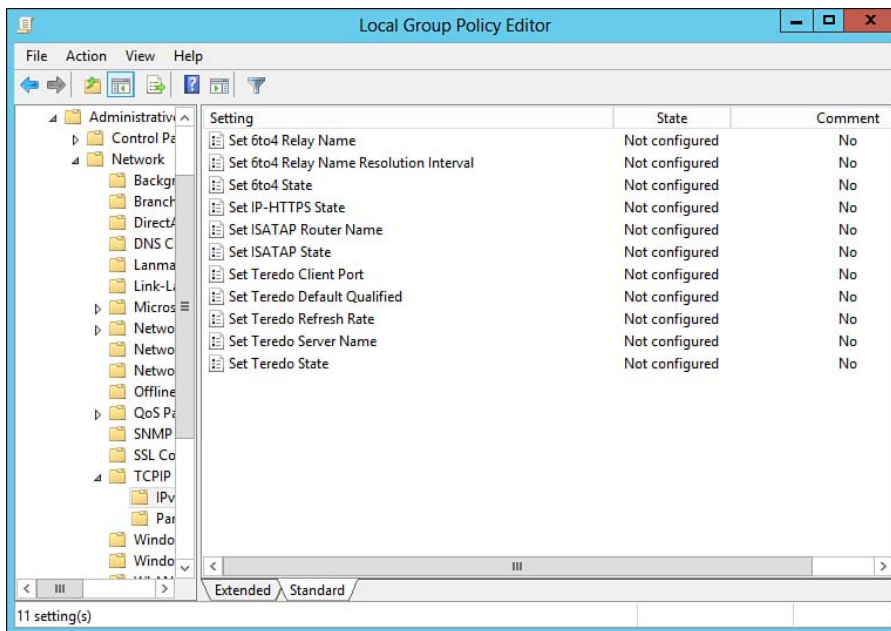 Local Group Policy Editor
File Action View Help
Administrativ
Control Pa
Network
Backgr
Branch
DirectA
DNS C
Lanma
Link-La
Micros
Netwo
Netwo
Netwo
Offline
QoS Pa
SNMP
SSL Co
TCPIP
IPv
Par
Windo
Windo
Setting State Comment
Set 6to4 Relay Name Not configured No
Set 6to4 Relay Name Resolution Interval Not configured No
Set 6to4 State Not configured No
Set IP-HTTPS State Not configured No
Set ISATAP Router Name Not configured No
Set ISATAP State Not configured No
Set Teredo Client Port Not configured No
Set Teredo Default Qualified Not configured No
Set Teredo Refresh Rate Not configured No
Set Teredo Server Name Not configured No
Set Teredo State Not configured No
Extended Standard
11 setting(s)